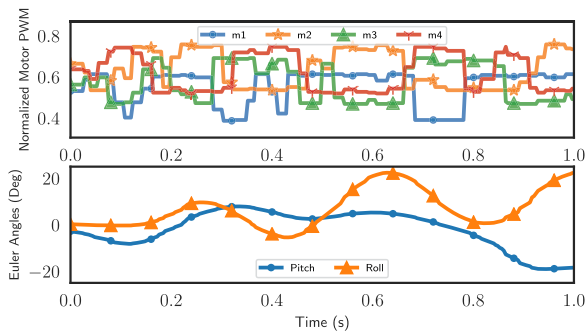 Normalized Motor PWM
0.8
0.6
0.4
m1 m2 m3 m4
0.0 0.2 0.4 0.6 0.8 1.0
Euler Angles (Deg)
20
0
−20
Pitch Roll
0.0 0.2 0.4 0.6 0.8 1.0
Time (s)